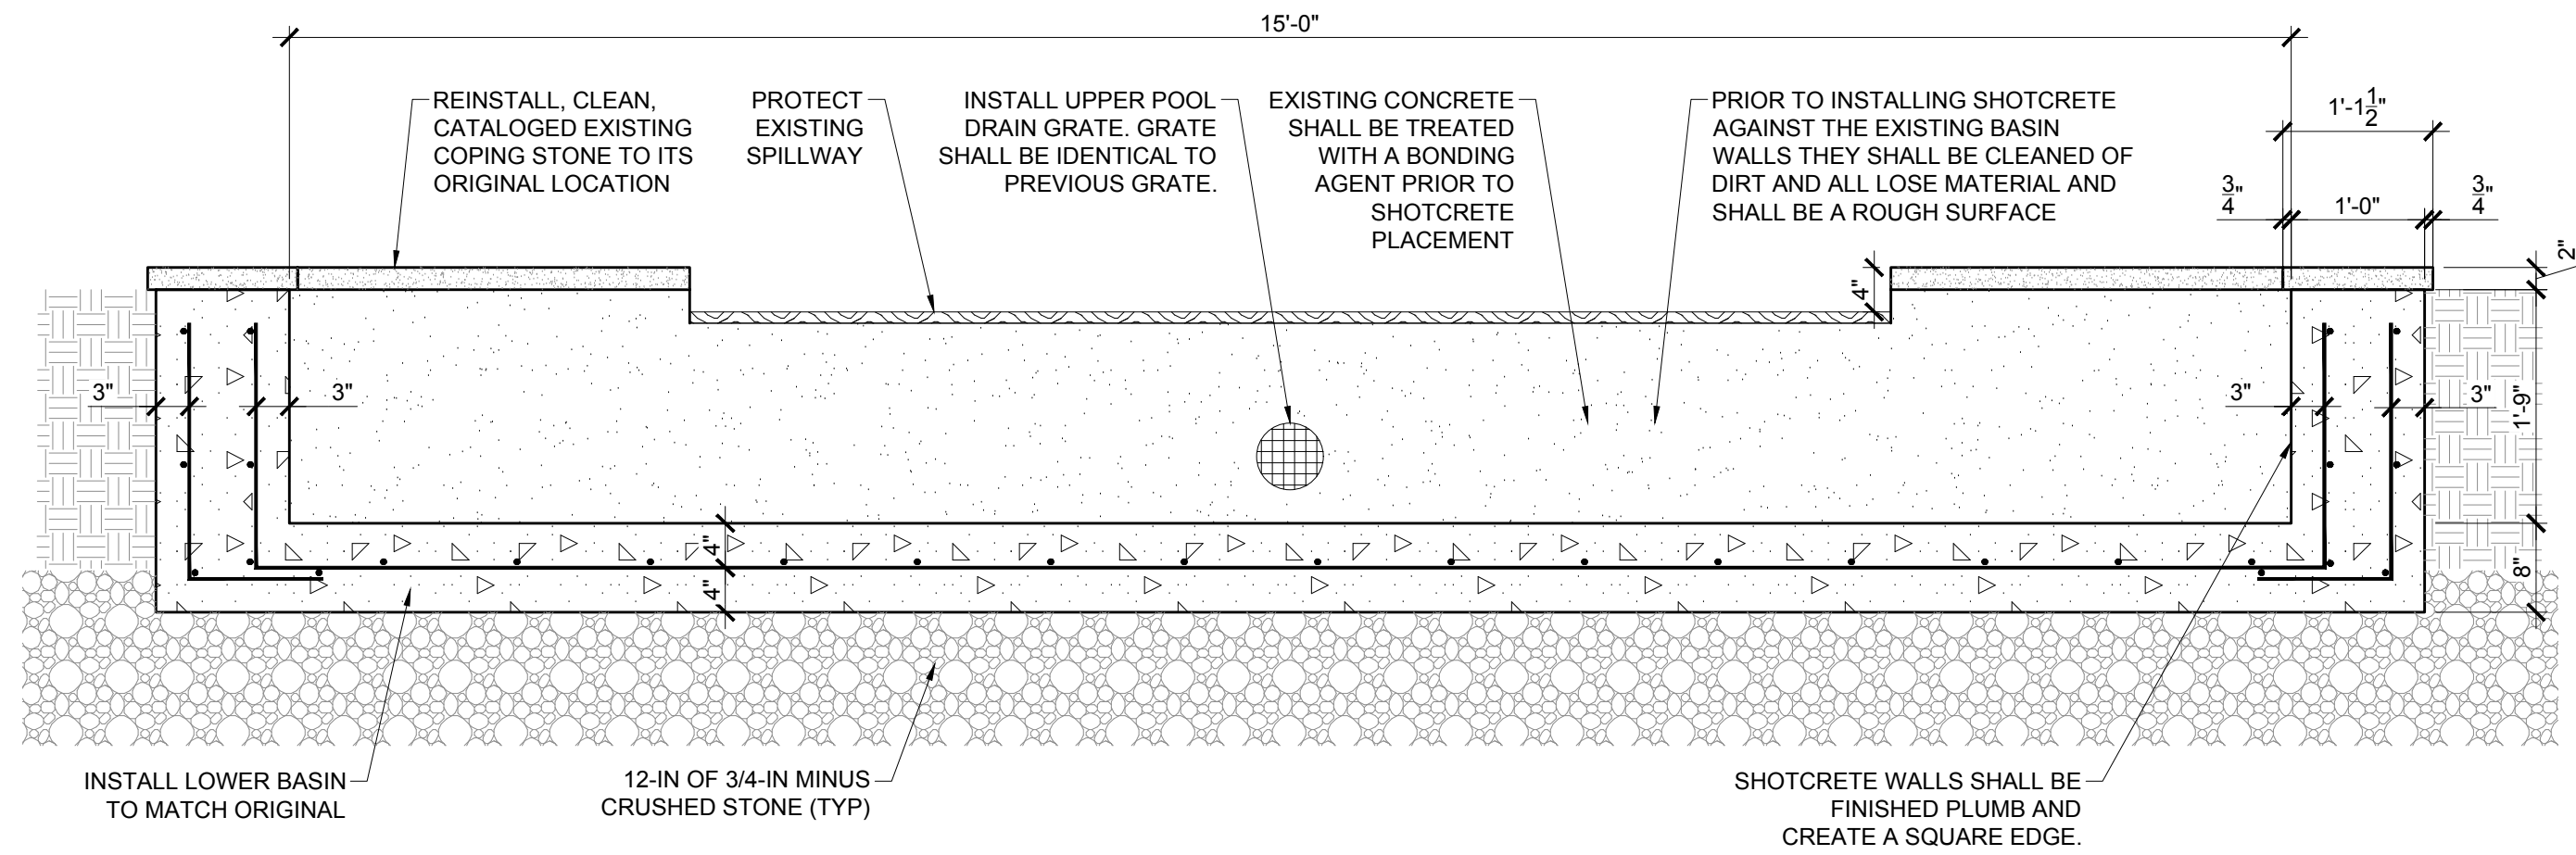 15'-0"
REINSTALL, CLEAN,
CATALOGED EXISTING
COPING STONE TO ITS
ORIGINAL LOCATION
PROTECT
EXISTING
SPILLWAY
INSTALL UPPER POOL
DRAIN GRATE. GRATE
SHALL BE IDENTICAL TO
PREVIOUS GRATE.
EXISTING CONCRETE
SHALL BE TREATED
WITH A BONDING
AGENT PRIOR TO
SHOTCRETE
PLACEMENT
PRIOR TO INSTALLING SHOTCRETE
AGAINST THE EXISTING BASIN
WALLS THEY SHALL BE CLEANED OF
DIRT AND ALL LOSE MATERIAL AND
SHALL BE A ROUGH SURFACE
1'-1 1/2"
3/4"
1'-0"
3/4"
2"
4"
3"
3"
3"
3"
1'-9"
4"
4"
8"
INSTALL LOWER BASIN
TO MATCH ORIGINAL
12-IN OF 3/4-IN MINUS
CRUSHED STONE (TYP)
SHOTCRETE WALLS SHALL BE
FINISHED PLUMB AND
CREATE A SQUARE EDGE.